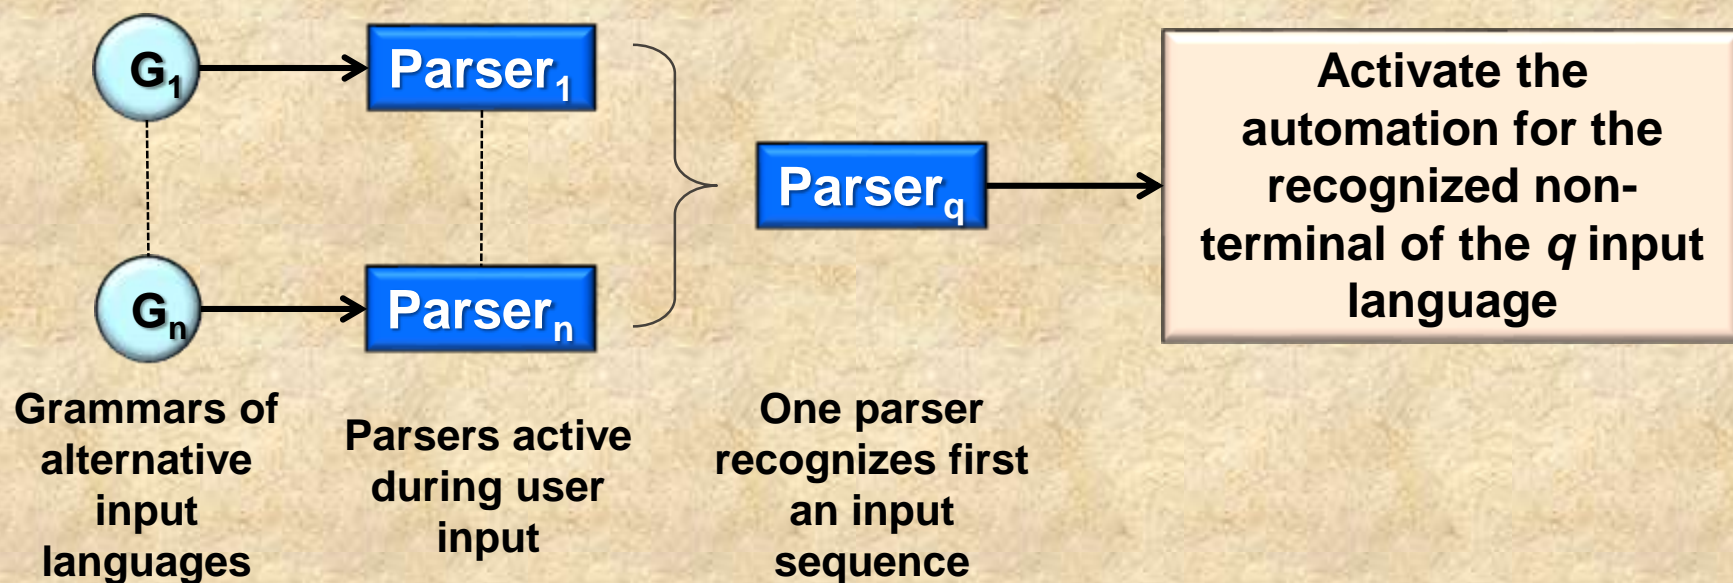 G₁
Parser₁
Gₙ
Parserₙ
Parser_q
Activate the
automation for the
recognized non-
terminal of the q input
language
Grammars of
alternative
input
languages
Parsers active
during user
input
One parser
recognizes first
an input
sequence